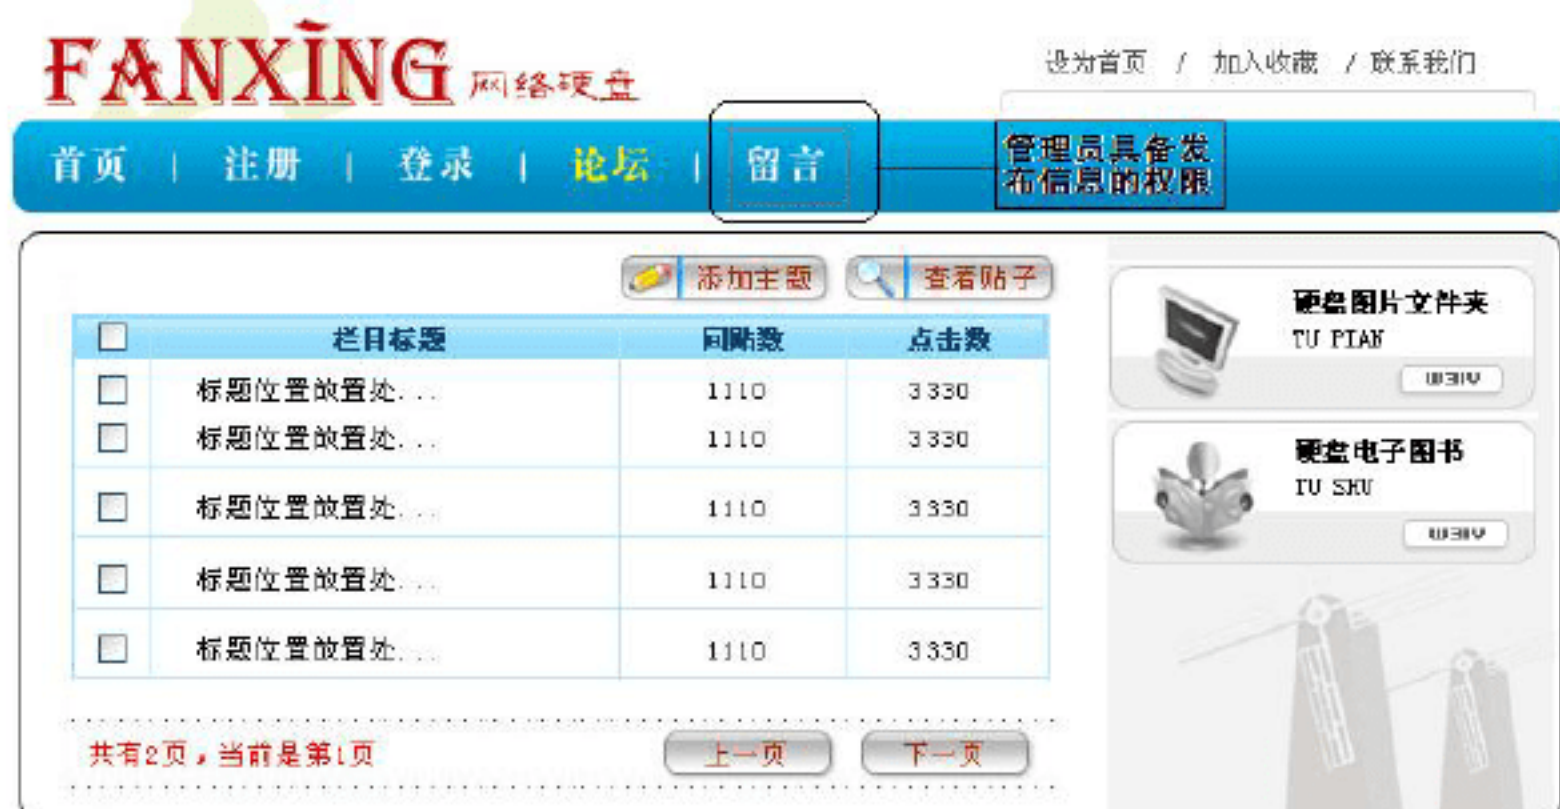 FANXING 网络硬盘
设为首页 / 加入收藏 / 联系我们
首页 | 注册 | 登录 | 论坛 | 留言
管理员具备发
布信息的权限
添加主题 查看贴子
栏目标题 回贴数 点击数
标题位置放置处... 1110 3330
标题位置放置处... 1110 3330
标题位置放置处... 1110 3330
标题位置放置处... 1110 3330
标题位置放置处... 1110 3330
共有2页，当前是第1页 上一页 下一页
硬盘图片文件夹
TU PIAN
VIEW
硬盘电子图书
TU SHU
VIEW